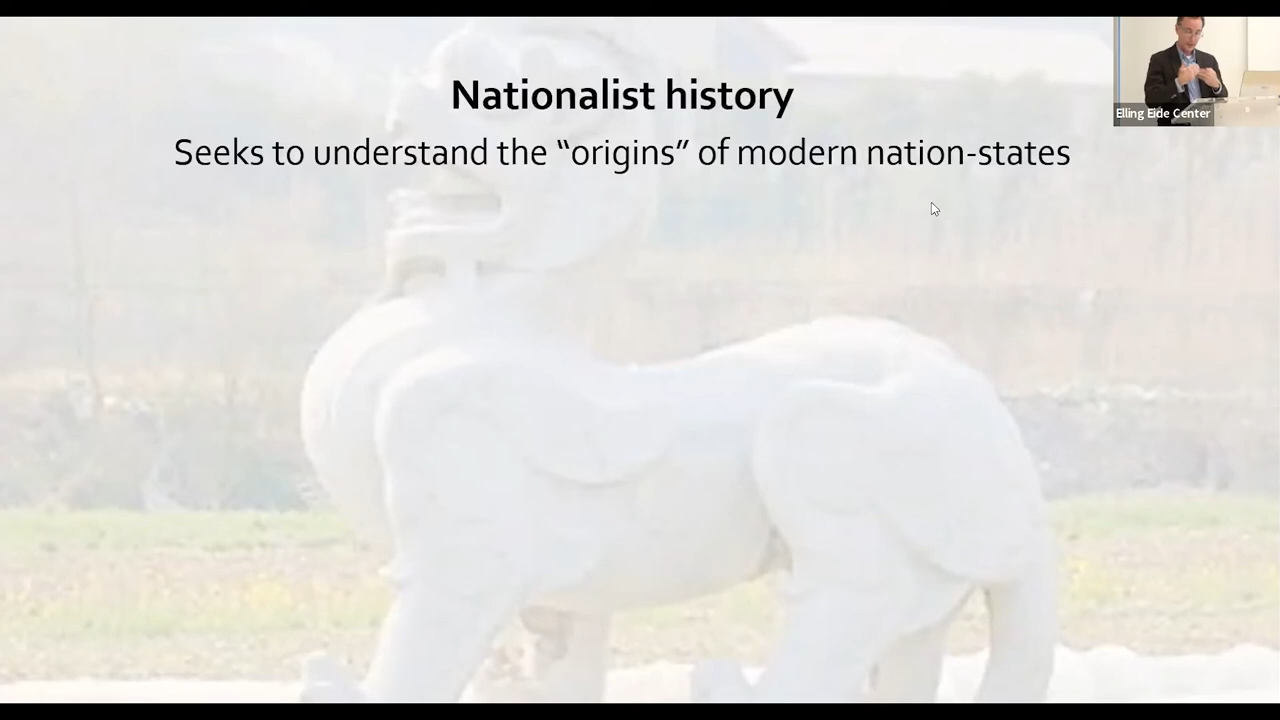 Nationalist history
Seeks to understand the “origins” of modern nation-states
Elling Eide Center